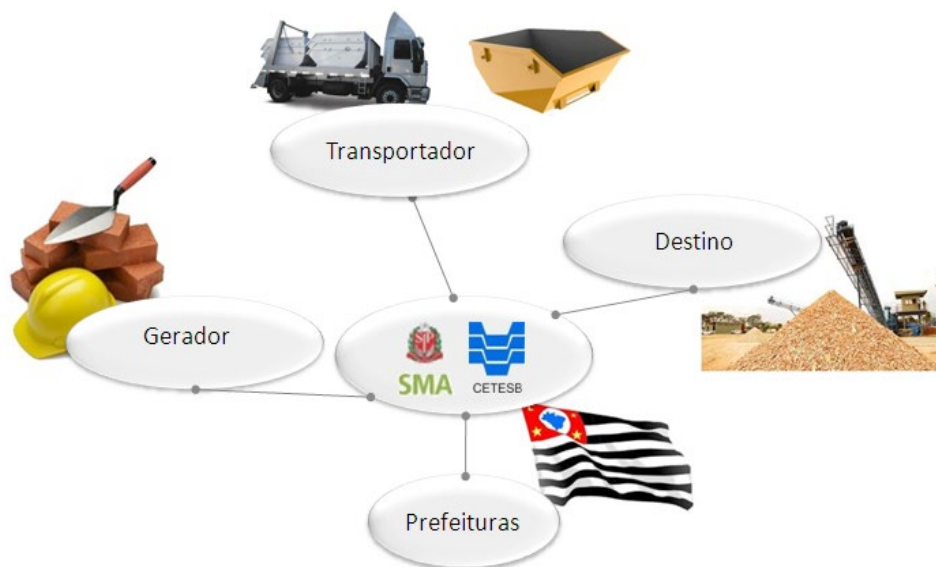 Transportador
Destino
Gerador
SMA
CETESB
Prefeituras